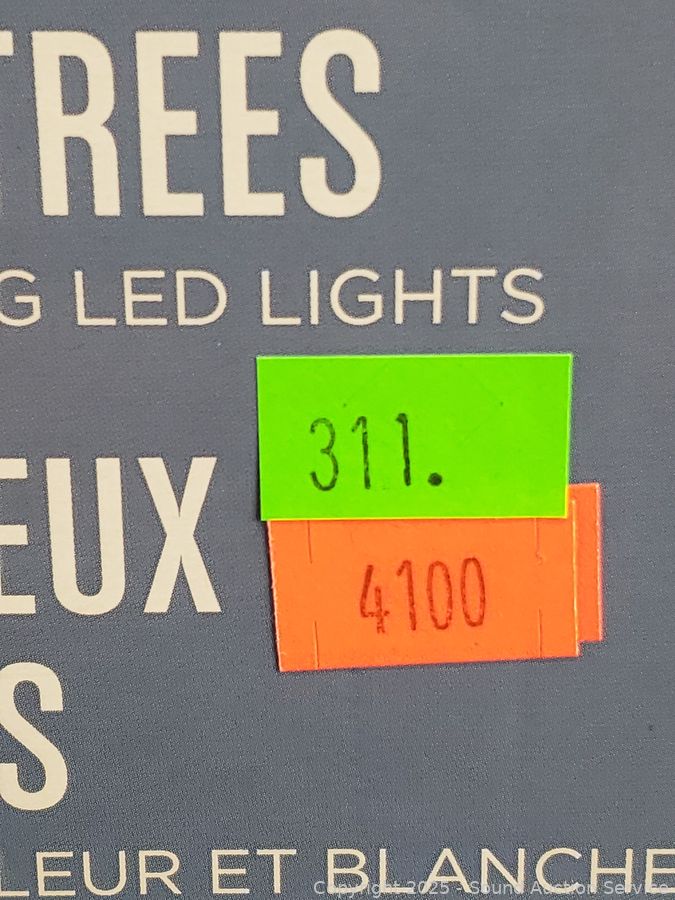 TREES
G LED LIGHTS
311.
4100
EUX
S
LEUR ET BLANCHE
Copyright 2025 - Sound Auction Service